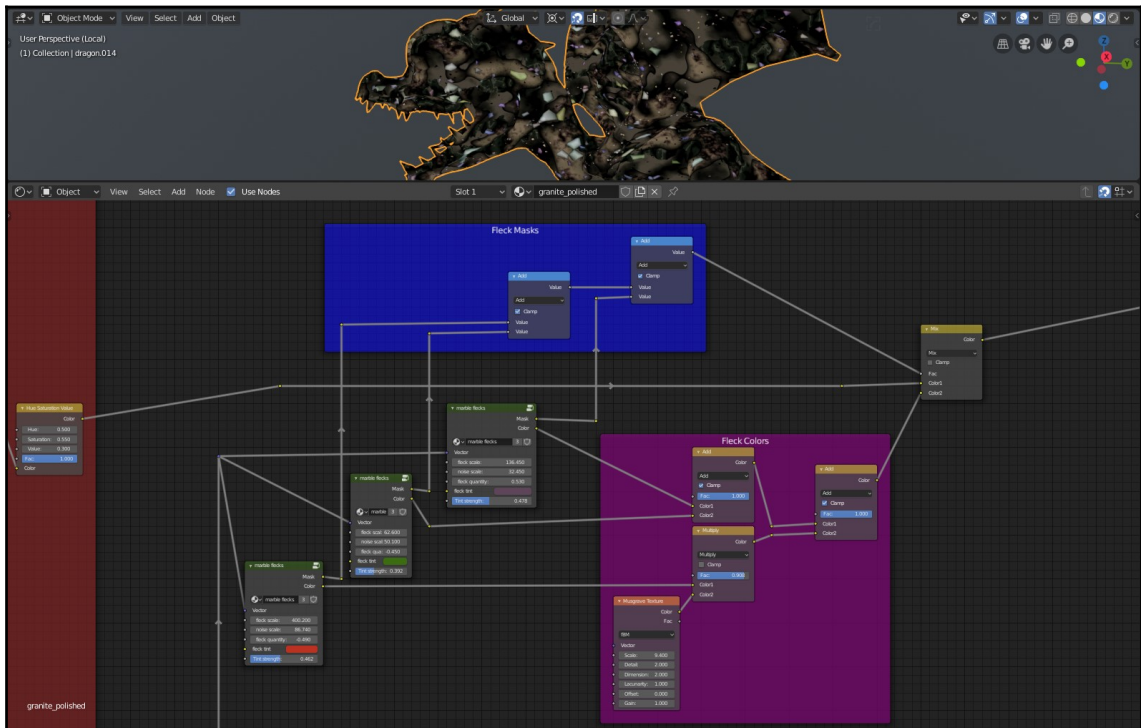 Object Mode View Select Add Object Global
User Perspective (Local)
(1) Collection | dragon.014
Z
X
Y
Object View Select Add Node Use Nodes Slot 1 granite_polished
Fleck Masks
Add
Value
Add
Clamp
Value
Value
Add
Value
Add
Clamp
Value
Value
Mix
Color
Mix
Clamp
Fac
Color1
Color2
Hue Saturation Value
Color
Hue: 0.500
Saturation: 0.550
Value: 0.300
Fac: 1.000
Color
marble flecks
Mask
Color
marble flecks 3
Vector
fleck scale: 136.450
noise scale: 32.450
fleck quantity: 0.530
fleck tint
Tint strength: 0.478
marble flecks
Mask
Color
marble 3
Vector
fleck scal 62.600
noise scal 50.100
fleck qua -0.450
fleck tint
Tint strength: 0.392
marble flecks
Mask
Color
marble flecks 3
Vector
fleck scale: 400.200
noise scale: 86.740
fleck quantity: -0.490
fleck tint
Tint strength: 0.462
Fleck Colors
Add
Color
Add
Clamp
Fac: 1.000
Color1
Color2
Add
Color
Add
Clamp
Fac: 1.000
Color1
Color2
Multiply
Color
Multiply
Clamp
Fac: 0.908
Color1
Color2
Musgrave Texture
Color
Fac
fBM
Vector
Scale: 9.400
Detail: 2.000
Dimension: 2.000
Lacunarity: 1.000
Offset: 0.000
Gain: 1.000
granite_polished